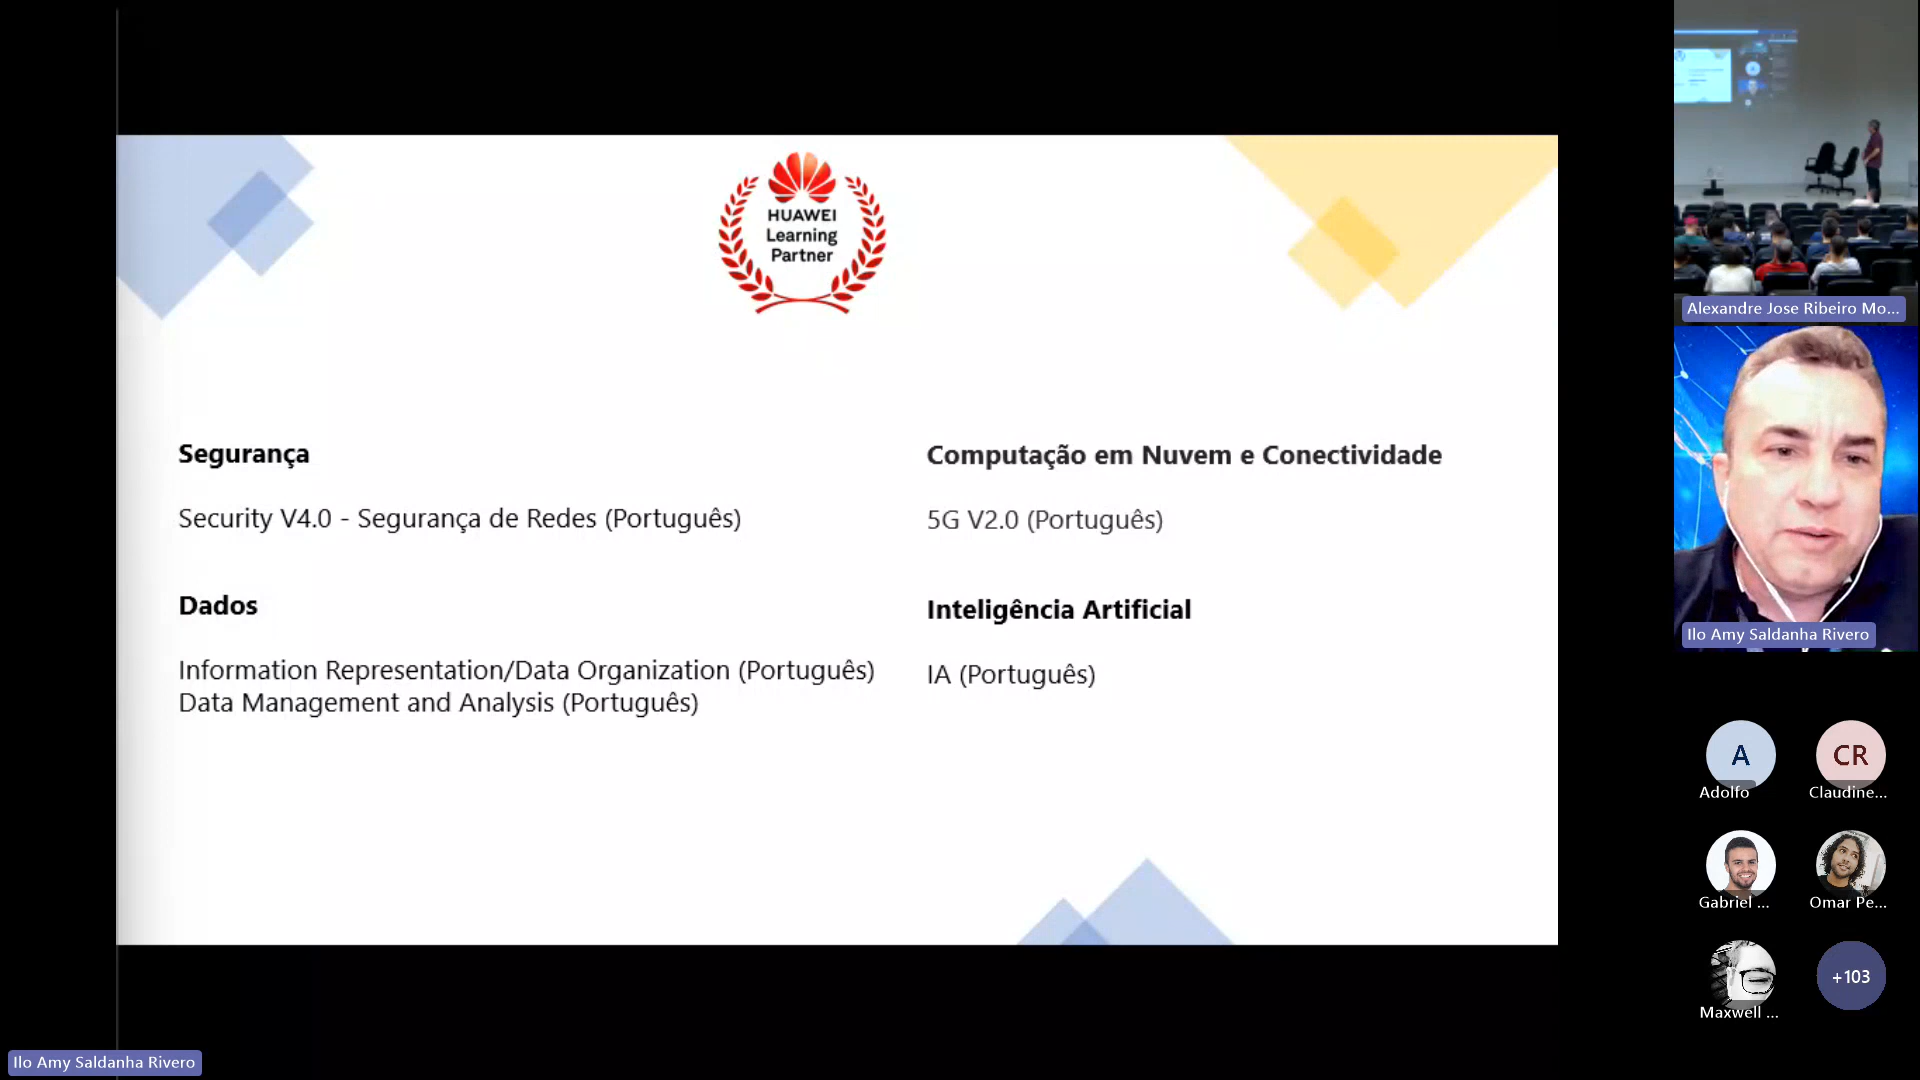 HUAWEI
Learning
Partner
Segurança
Security V4.0 - Segurança de Redes (Português)
Dados
Information Representation/Data Organization (Português)
Data Management and Analysis (Português)
Computação em Nuvem e Conectividade
5G V2.0 (Português)
Inteligência Artificial
IA (Português)
Alexandre Jose Ribeiro Mo...
Ilo Amy Saldanha Rivero
A
Adolfo
CR
Claudine...
Gabriel ...
Omar Pe...
Maxwell ...
+103
Ilo Amy Saldanha Rivero